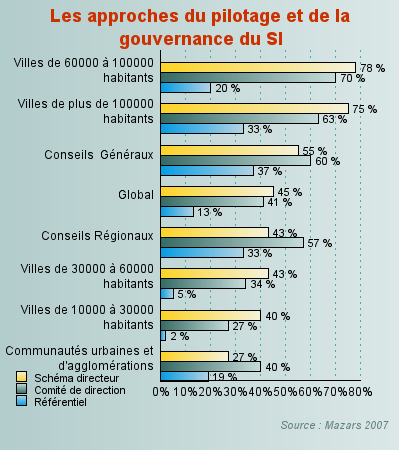 Les approches du pilotage et de la
gouvernance du SI
Villes de 60000 à 100000
habitants
78 %
70 %
20 %
Villes de plus de 100000
habitants
75 %
63 %
33 %
Conseils Généraux
55 %
60 %
37 %
Global
45 %
41 %
13 %
Conseils Régionaux
43 %
57 %
33 %
Villes de 30000 à 60000
habitants
43 %
34 %
5 %
Villes de 10000 à 30000
habitants
40 %
27 %
2 %
Communautés urbaines et
d'agglomérations
27 %
40 %
19 %
Schéma directeur
Comité de direction
Référentiel
0% 10% 20% 30% 40% 50% 60% 70% 80%
Source : Mazars 2007